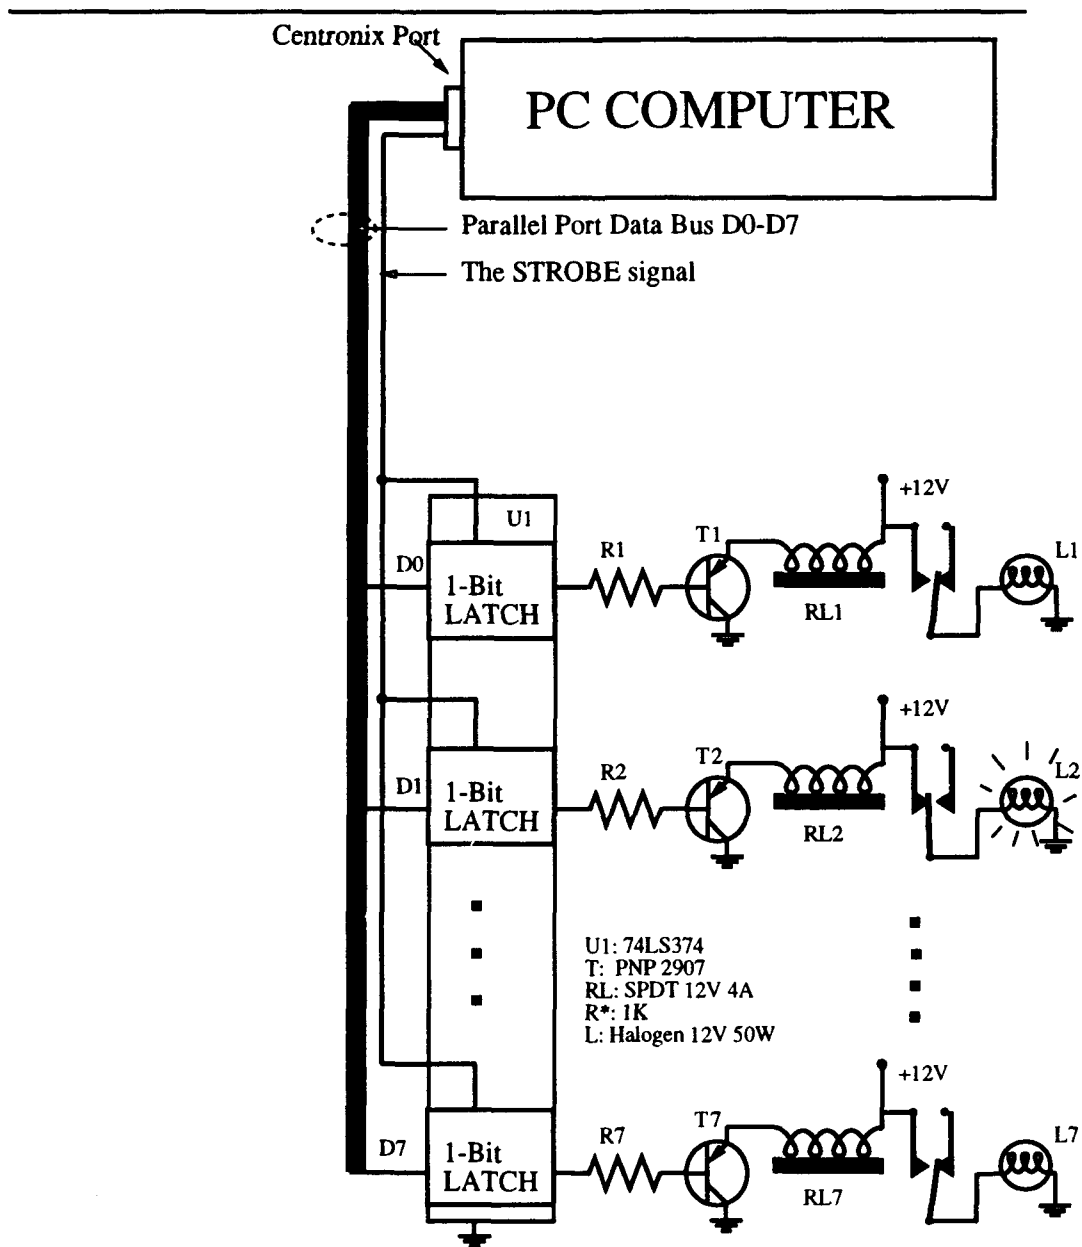 Centronix Port
PC COMPUTER
Parallel Port Data Bus D0-D7
The STROBE signal
+12V
U1
D0
1-Bit
LATCH
R1
T1
RL1
L1
+12V
D1
1-Bit
LATCH
R2
T2
RL2
L2
U1: 74LS374
T: PNP 2907
RL: SPDT 12V 4A
R*: 1K
L: Halogen 12V 50W
+12V
D7
1-Bit
LATCH
R7
T7
RL7
L7